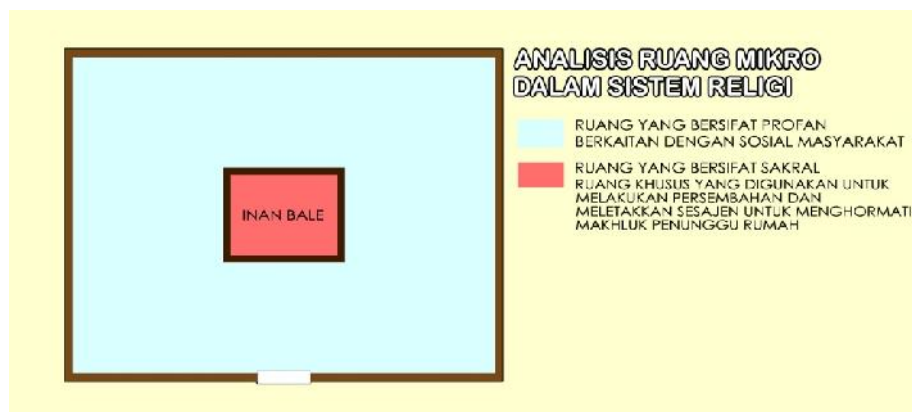 ANALISIS RUANG MIKRO
DALAM SISTEM RELIGI
RUANG YANG BERSIFAT PROFAN
BERKAITAN DENGAN SOSIAL MASYARAKAT
RUANG YANG BERSIFAT SAKRAL
RUANG KHUSUS YANG DIGUNAKAN UNTUK
MELAKUKAN PERSEMBAHAN DAN
MELETAKKAN SESAJEN UNTUK MENGHORMATI
MAKHLUK PENUNGGU RUMAH
INAN BALE